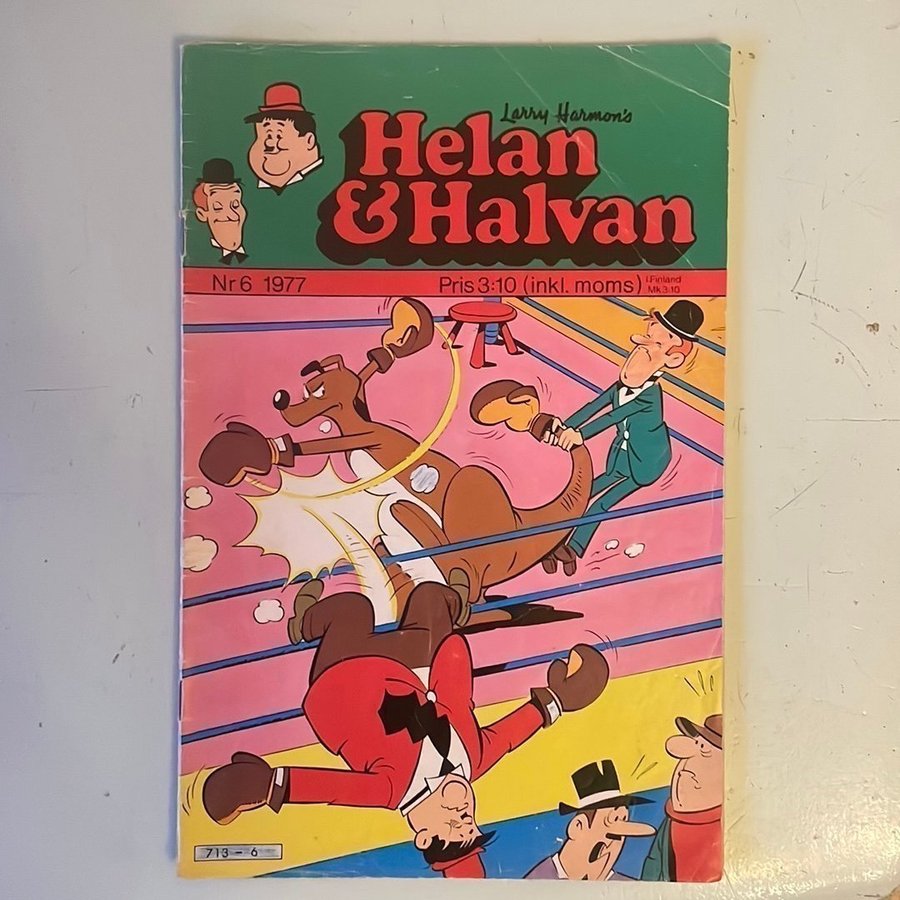 Larry Harmon's
Helan
& Halvan
Nr 6 1977 Pris 3:10 (inkl. moms) I Finland
Mk 3:10
713 - 6